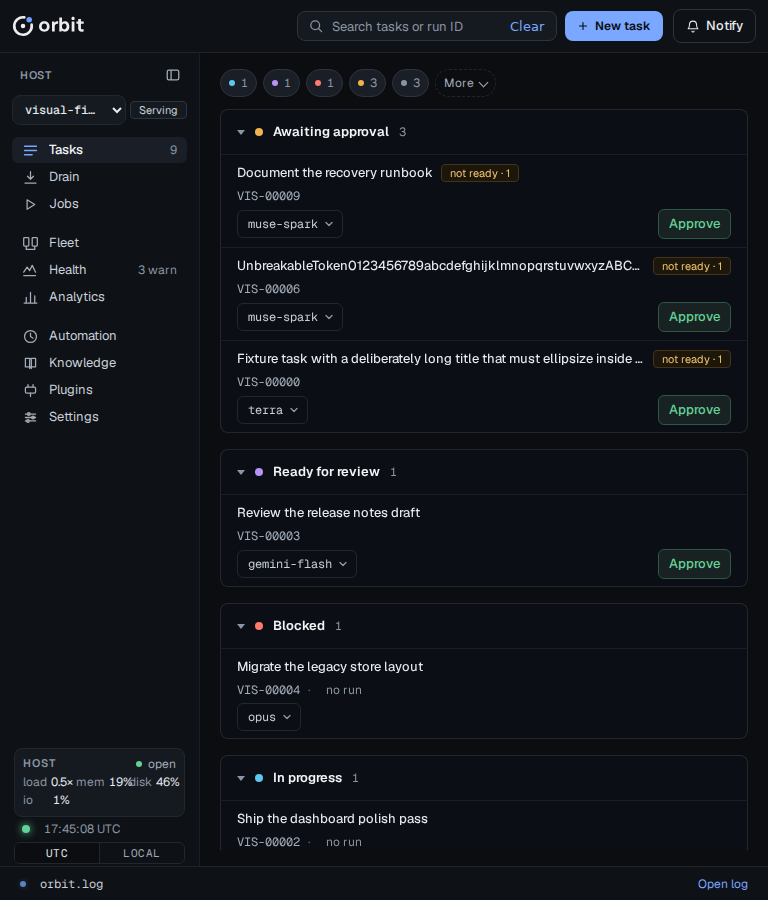 orbit
Search tasks or run ID
Clear
+ New task
Notify
HOST
visual-fi…
Serving
Tasks 9
Drain
Jobs
Fleet
Health 3 warn
Analytics
Automation
Knowledge
Plugins
Settings
HOST open
load 0.5× mem 19% disk 46%
io 1%
17:45:08 UTC
UTC LOCAL
1 1 1 3 3 More
Awaiting approval 3
Document the recovery runbook not ready · 1
VIS-00009
muse-spark Approve
UnbreakableToken0123456789abcdefghijklmnopqrstuvwxyzABC… not ready · 1
VIS-00006
muse-spark Approve
Fixture task with a deliberately long title that must ellipsize inside … not ready · 1
VIS-00000
terra Approve
Ready for review 1
Review the release notes draft
VIS-00003
gemini-flash Approve
Blocked 1
Migrate the legacy store layout
VIS-00004 · no run
opus
In progress 1
Ship the dashboard polish pass
VIS-00002 · no run
orbit.log Open log